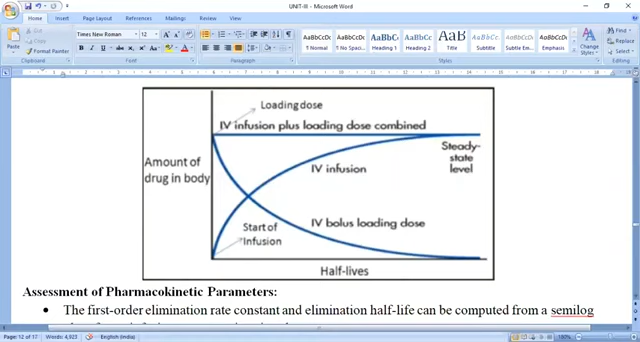 UNIT-III - Microsoft Word
Home Insert Page Layout References Mailings Review View
Cut
Copy
Format Painter
Paste
Clipboard
Times New Roman 12
Font
Paragraph
AaBbCcDc AaBbCcDc AaBbC AaBbCc AaB AaBbCc. AaBbCcDc AaBbCcDc
¶ Normal ¶ No Spaci... Heading 1 Heading 2 Title Subtitle Subtle Em... Emphasis
Change Styles
Styles
Find
Replace
Select
Editing
Loading dose
IV infusion plus loading dose combined
Steady-
state
level
Amount of
drug in body
IV infusion
IV bolus loading dose
Start of
Infusion
Half-lives
Assessment of Pharmacokinetic Parameters:
• The first-order elimination rate constant and elimination half-life can be computed from a semilog
Page: 12 of 17 Words: 4,023 English (India)